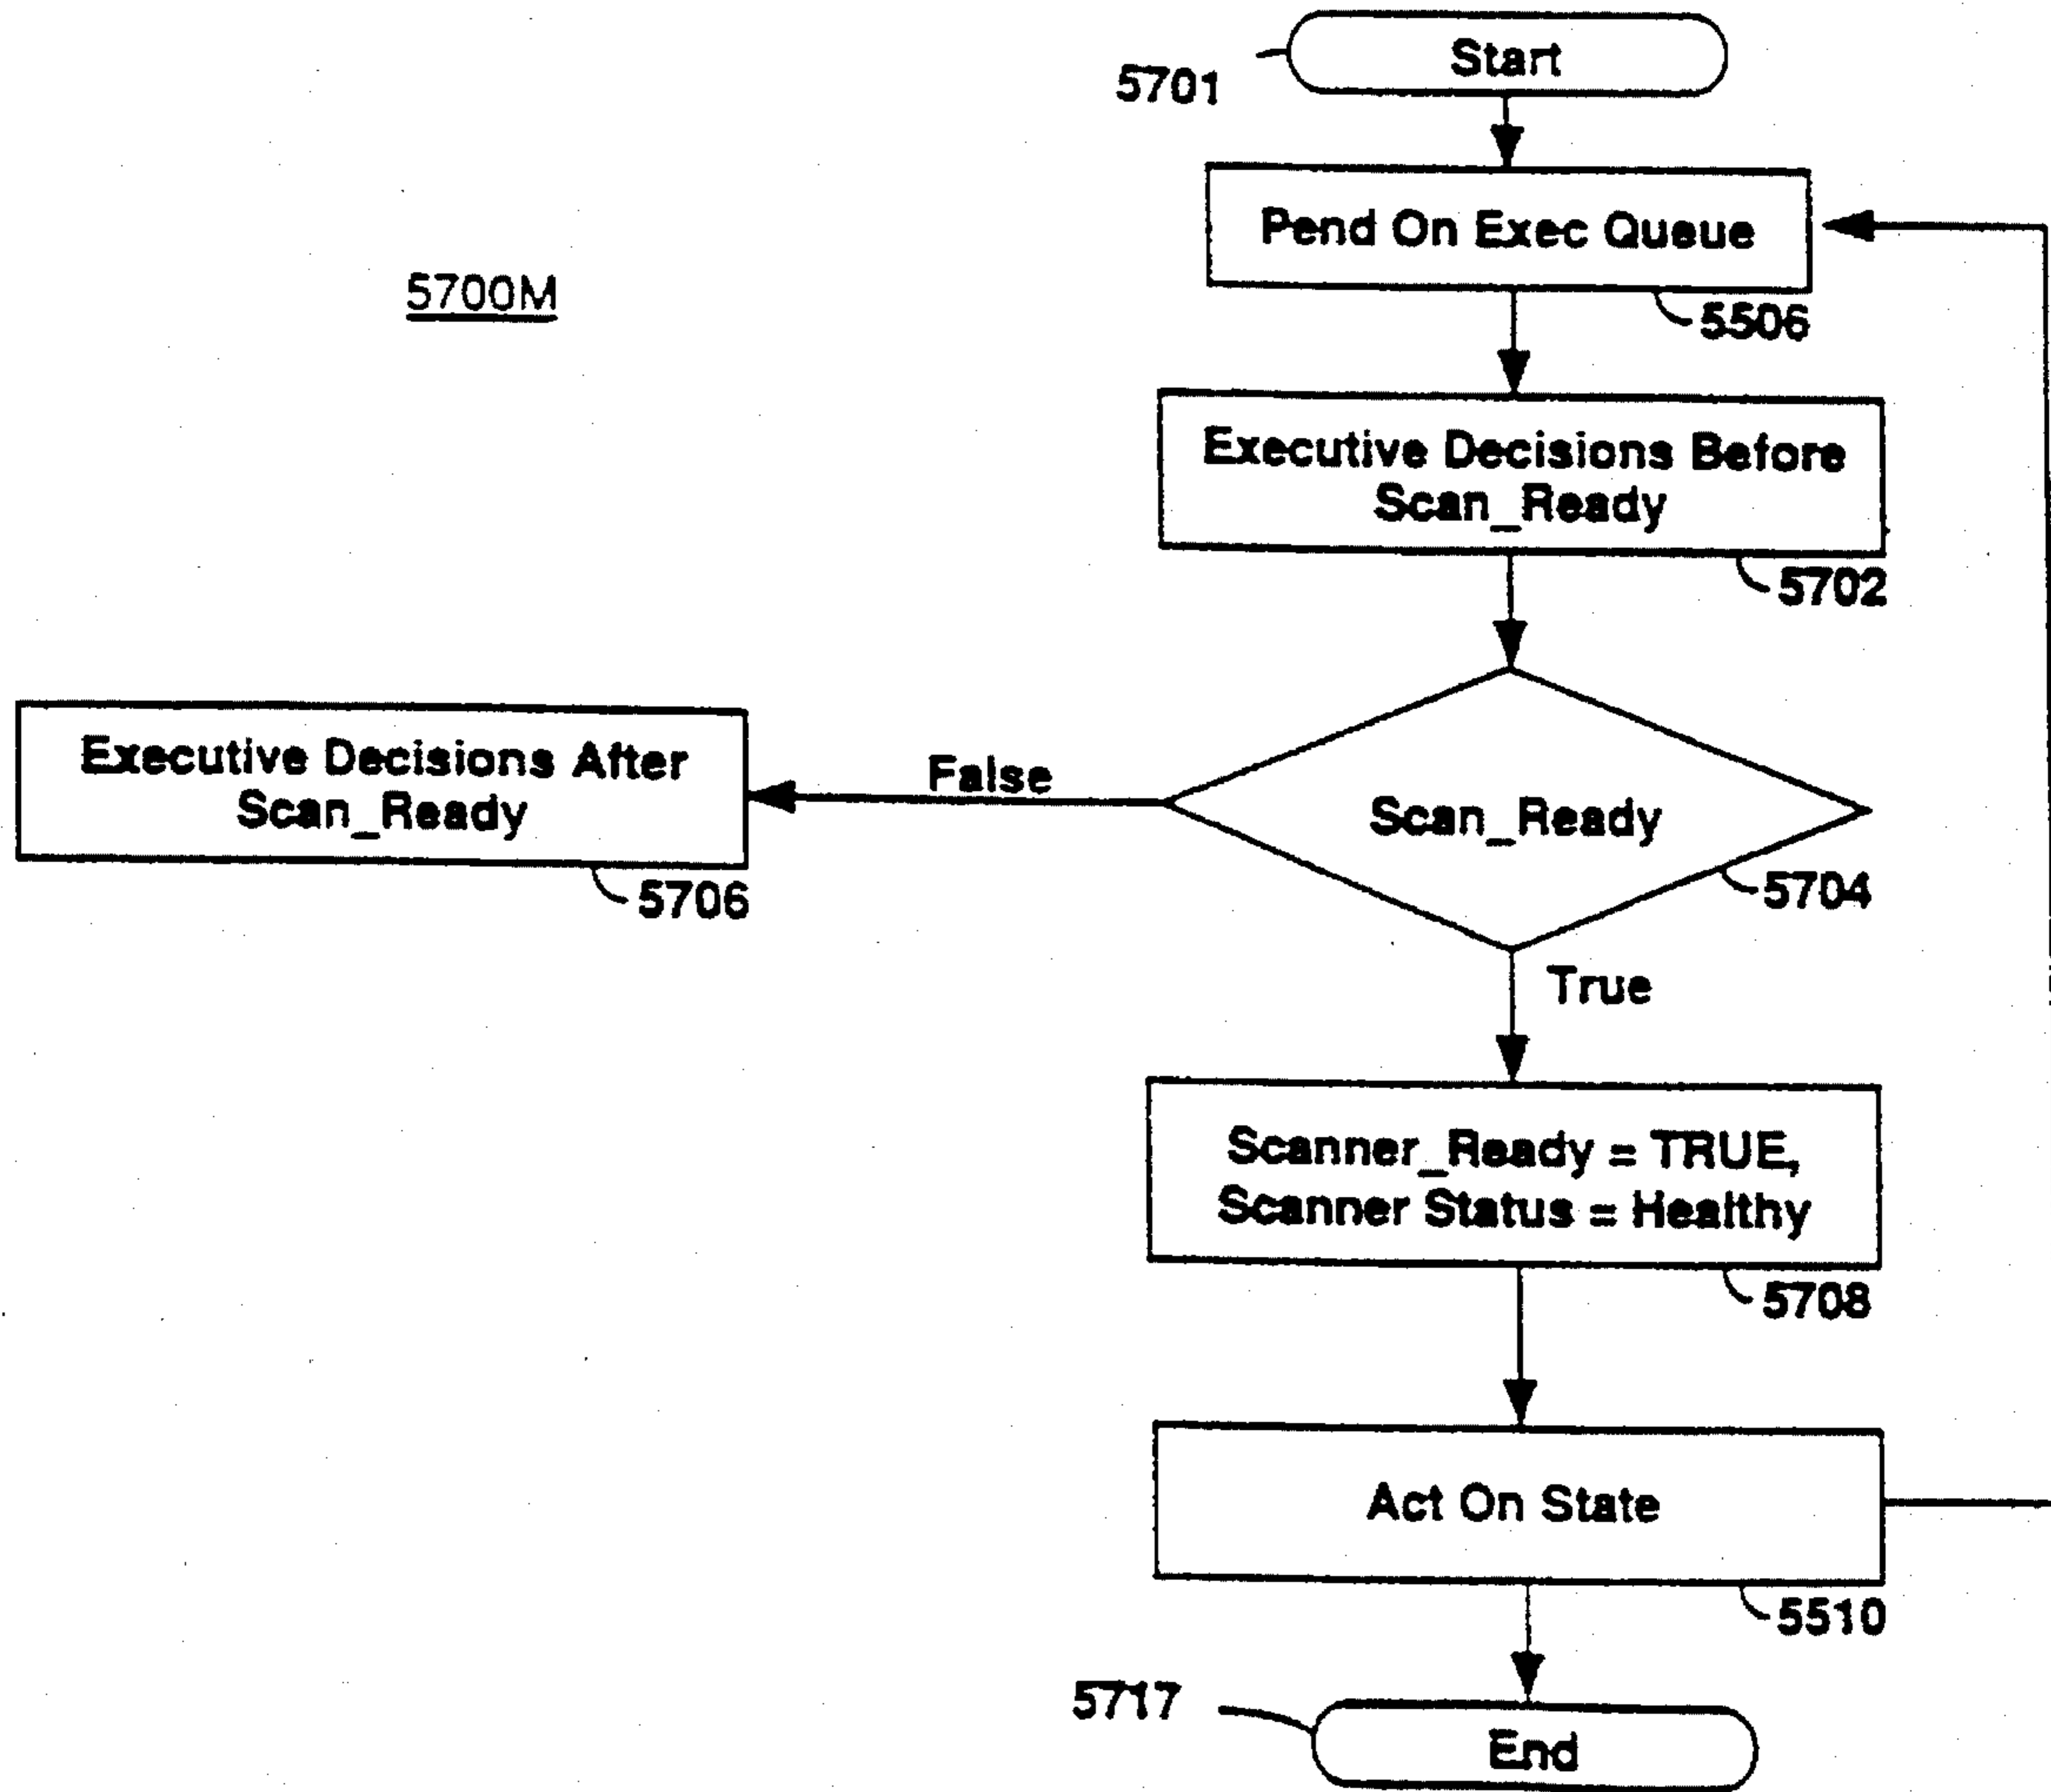 Start
5701
Pend On Exec Queue
5700M
5506
Executive Decisions Before
Scan_Ready
5702
Executive Decisions After
Scan_Ready
False
Scan_Ready
5706
5704
True
Scanner_Ready = TRUE,
Scanner Status = Healthy
5708
Act On State
5510
5717
End